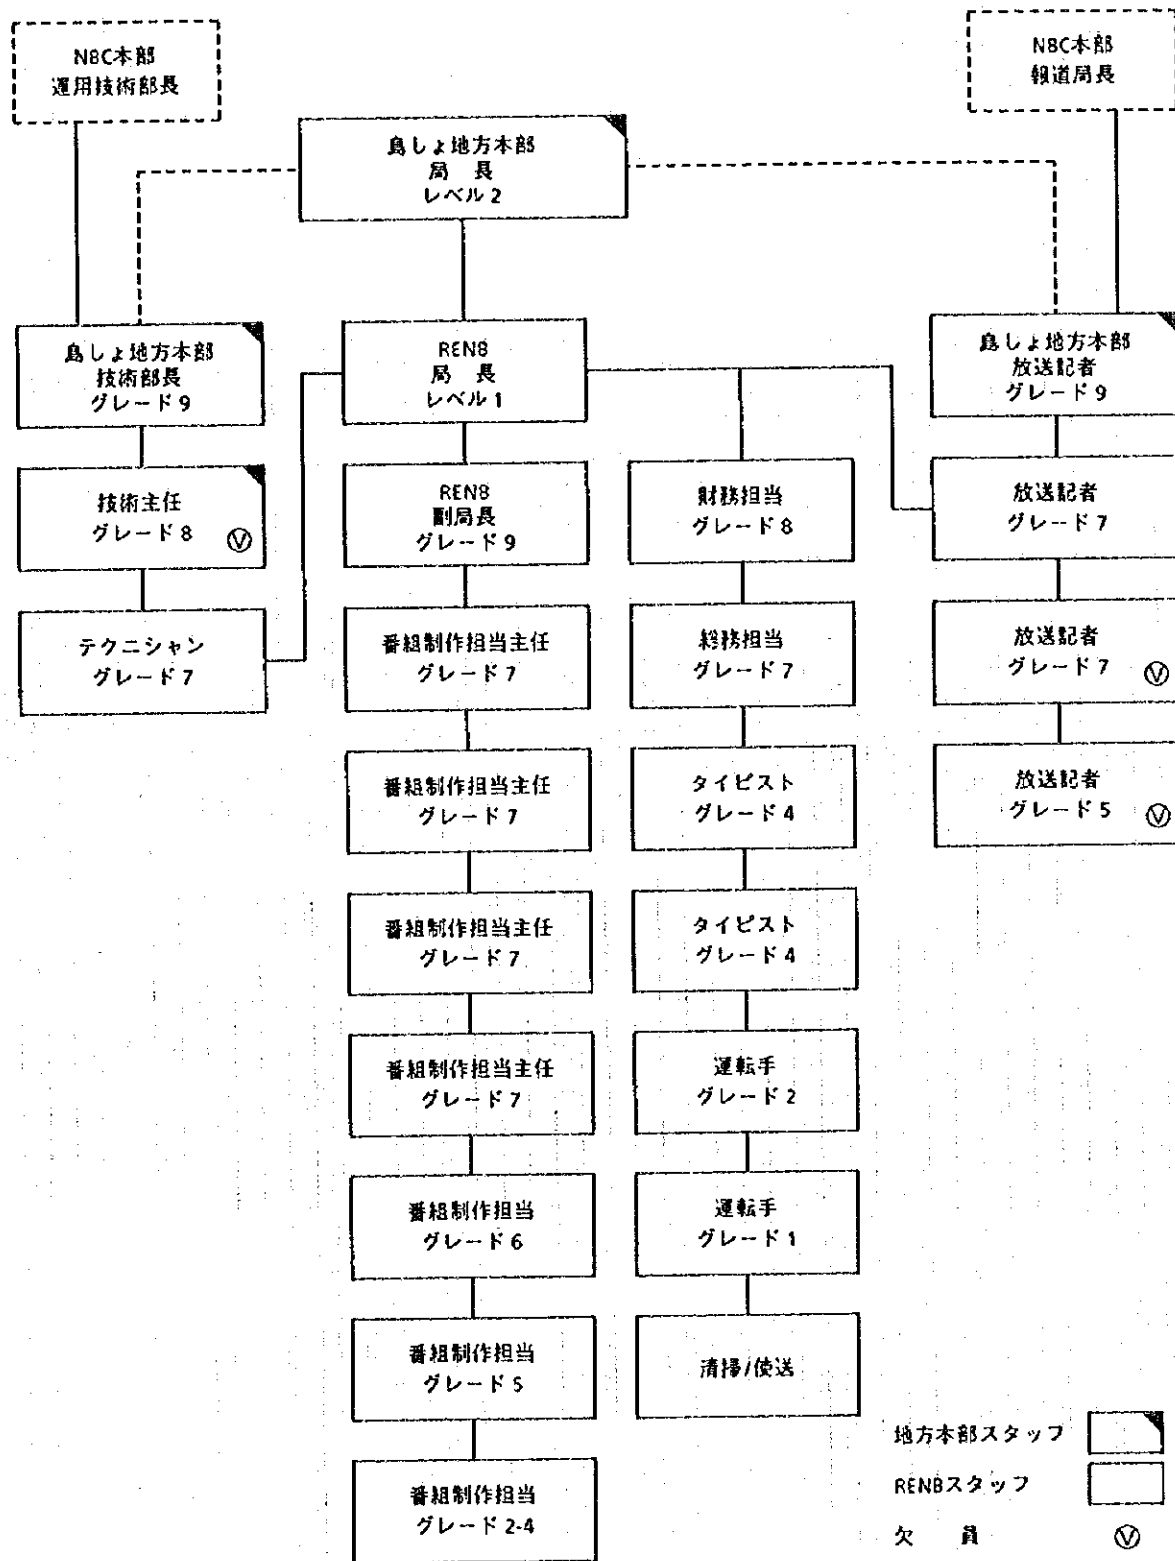 NBC本部
運用技術部長
NBC本部
報道局長
島しょ地方本部
局 長
レベル2
島しょ地方本部
技術部長
グレード9
REN8
局 長
レベル1
島しょ地方本部
放送記者
グレード9
技術主任
グレード8
Ⓥ
REN8
副局長
グレード9
財務担当
グレード8
放送記者
グレード7
テクニシャン
グレード7
番組制作担当主任
グレード7
総務担当
グレード7
放送記者
グレード7
Ⓥ
番組制作担当主任
グレード7
タイピスト
グレード4
放送記者
グレード5
Ⓥ
番組制作担当主任
グレード7
タイピスト
グレード4
番組制作担当主任
グレード7
運転手
グレード2
番組制作担当
グレード6
運転手
グレード1
番組制作担当
グレード5
清掃/使送
番組制作担当
グレード2-4
地方本部スタッフ
RENBスタッフ
欠 員 Ⓥ